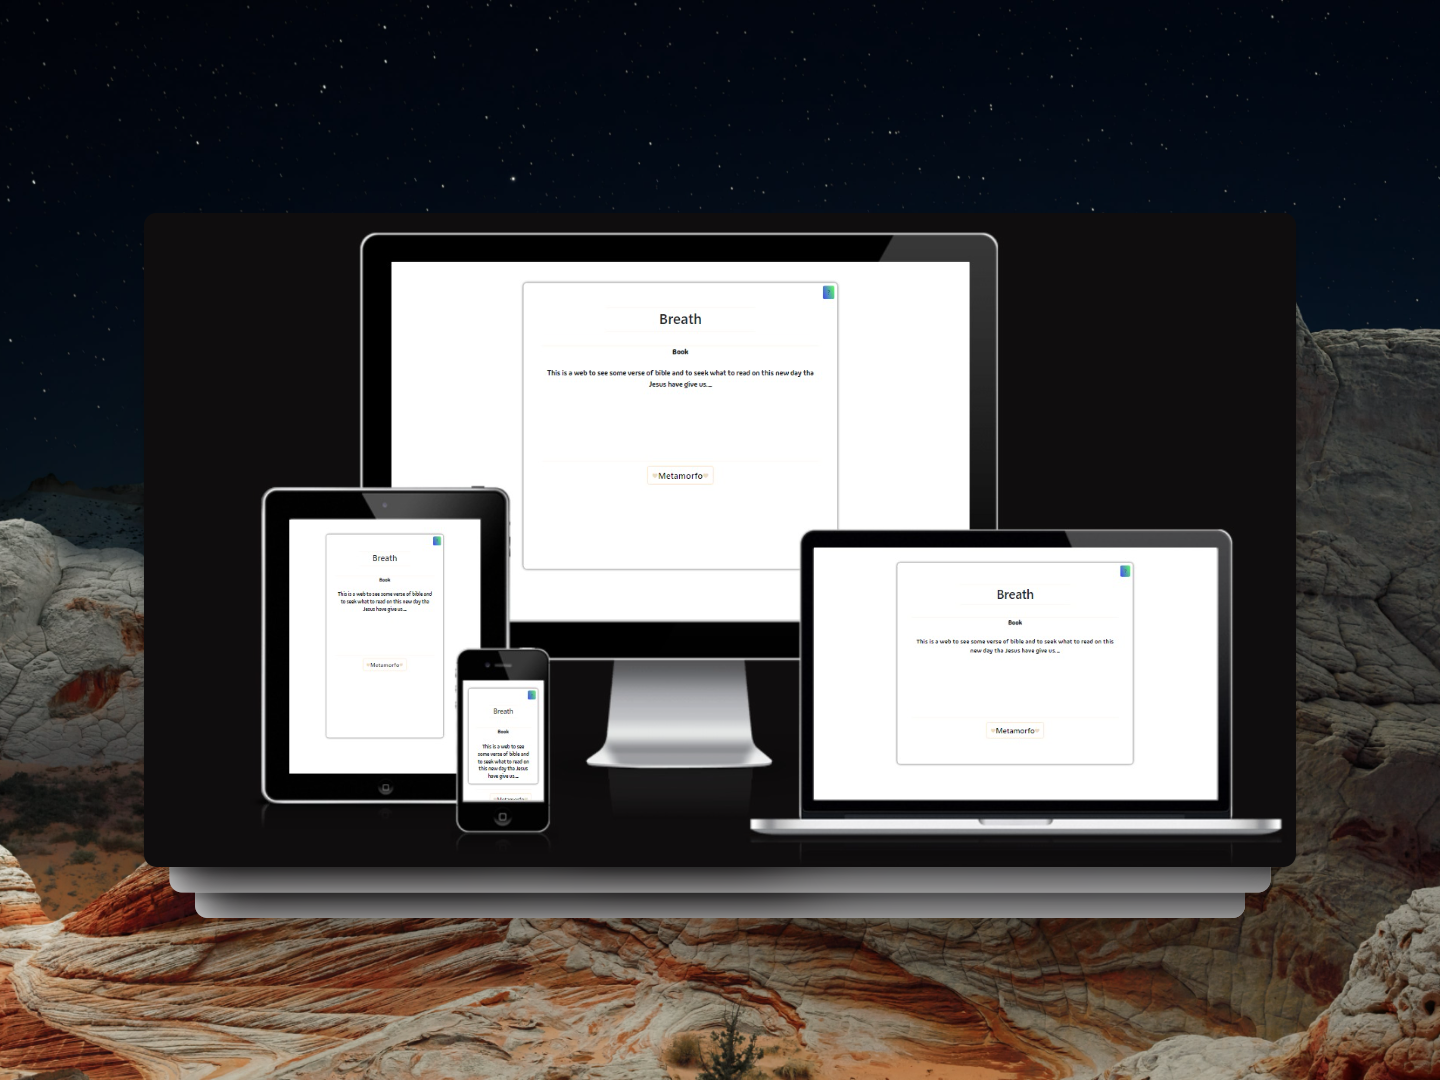 Breath
Book
This is a web to see some verse of bible and to seek what to read on this new day tha
Jesus have give us...
♥Metamorfo♥
Breath
Book
This is a web to see some verse of bible and
to seek what to read on this new day tha
Jesus have give us...
♥Metamorfo♥
Breath
Book
This is a web to see
some verse of bible and
to seek what to read on
this new day tha Jesus
have give us...
♥Metamorfo♥
Breath
Book
This is a web to see some verse of bible and to seek what to read on this
new day tha Jesus have give us...
♥Metamorfo♥